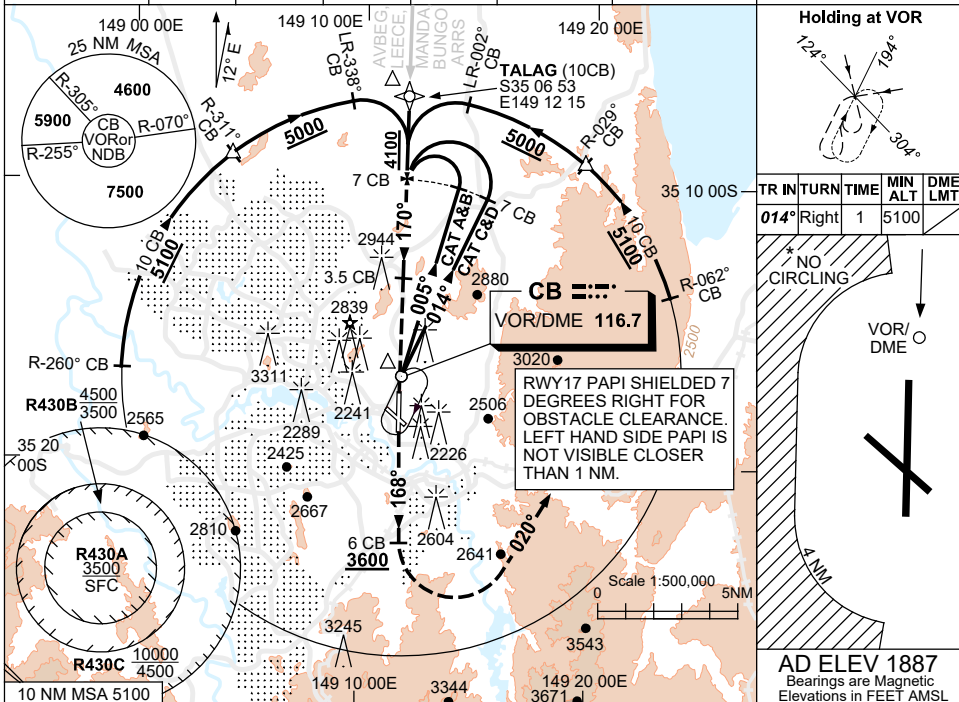 149 00 00E
149 10 00E
149 20 00E
25 NM MSA
4600
5900
7500
R-305°
R-070°
R-255°
CB
VORor
NDB
12° E
AVBEG,
LEECE,
MANDA
BUNGO
ARRS
LR-338°
CB
LR-002°
CB
TALAG (10CB)
S35 06 53
E149 12 15
R-311°
CB
5000
5000
R-029°
CB
4100
7 CB
7 CB
35 10 00S
10 CB
5100
10 CB
5100
170°
CAT A&B
CAT C&D
005°
014°
2944
3.5 CB
2880
R-062°
CB
2500
2839
CB
VOR/DME 116.7
3311
2241
3020
R-260° CB
2289
2506
2226
R430B 4500
3500
2565
35 20
00S
2425
2667
RWY17 PAPI SHIELDED 7
DEGREES RIGHT FOR
OBSTACLE CLEARANCE.
LEFT HAND SIDE PAPI IS
NOT VISIBLE CLOSER
THAN 1 NM.
168°
2810
2604
6 CB
3600
2641
020°
R430A
3500
SFC
Scale 1:500,000
0 5NM
R430C 10000
4500
3245
3543
149 10 00E
149 20 00E
3344
3671
10 NM MSA 5100
Holding at VOR
124°
194°
304°
TR IN TURN TIME MIN ALT DME LMT
014° Right 1 5100
* NO
CIRCLING
VOR/
DME
4 NM
AD ELEV 1887
Bearings are Magnetic
Elevations in FEET AMSL